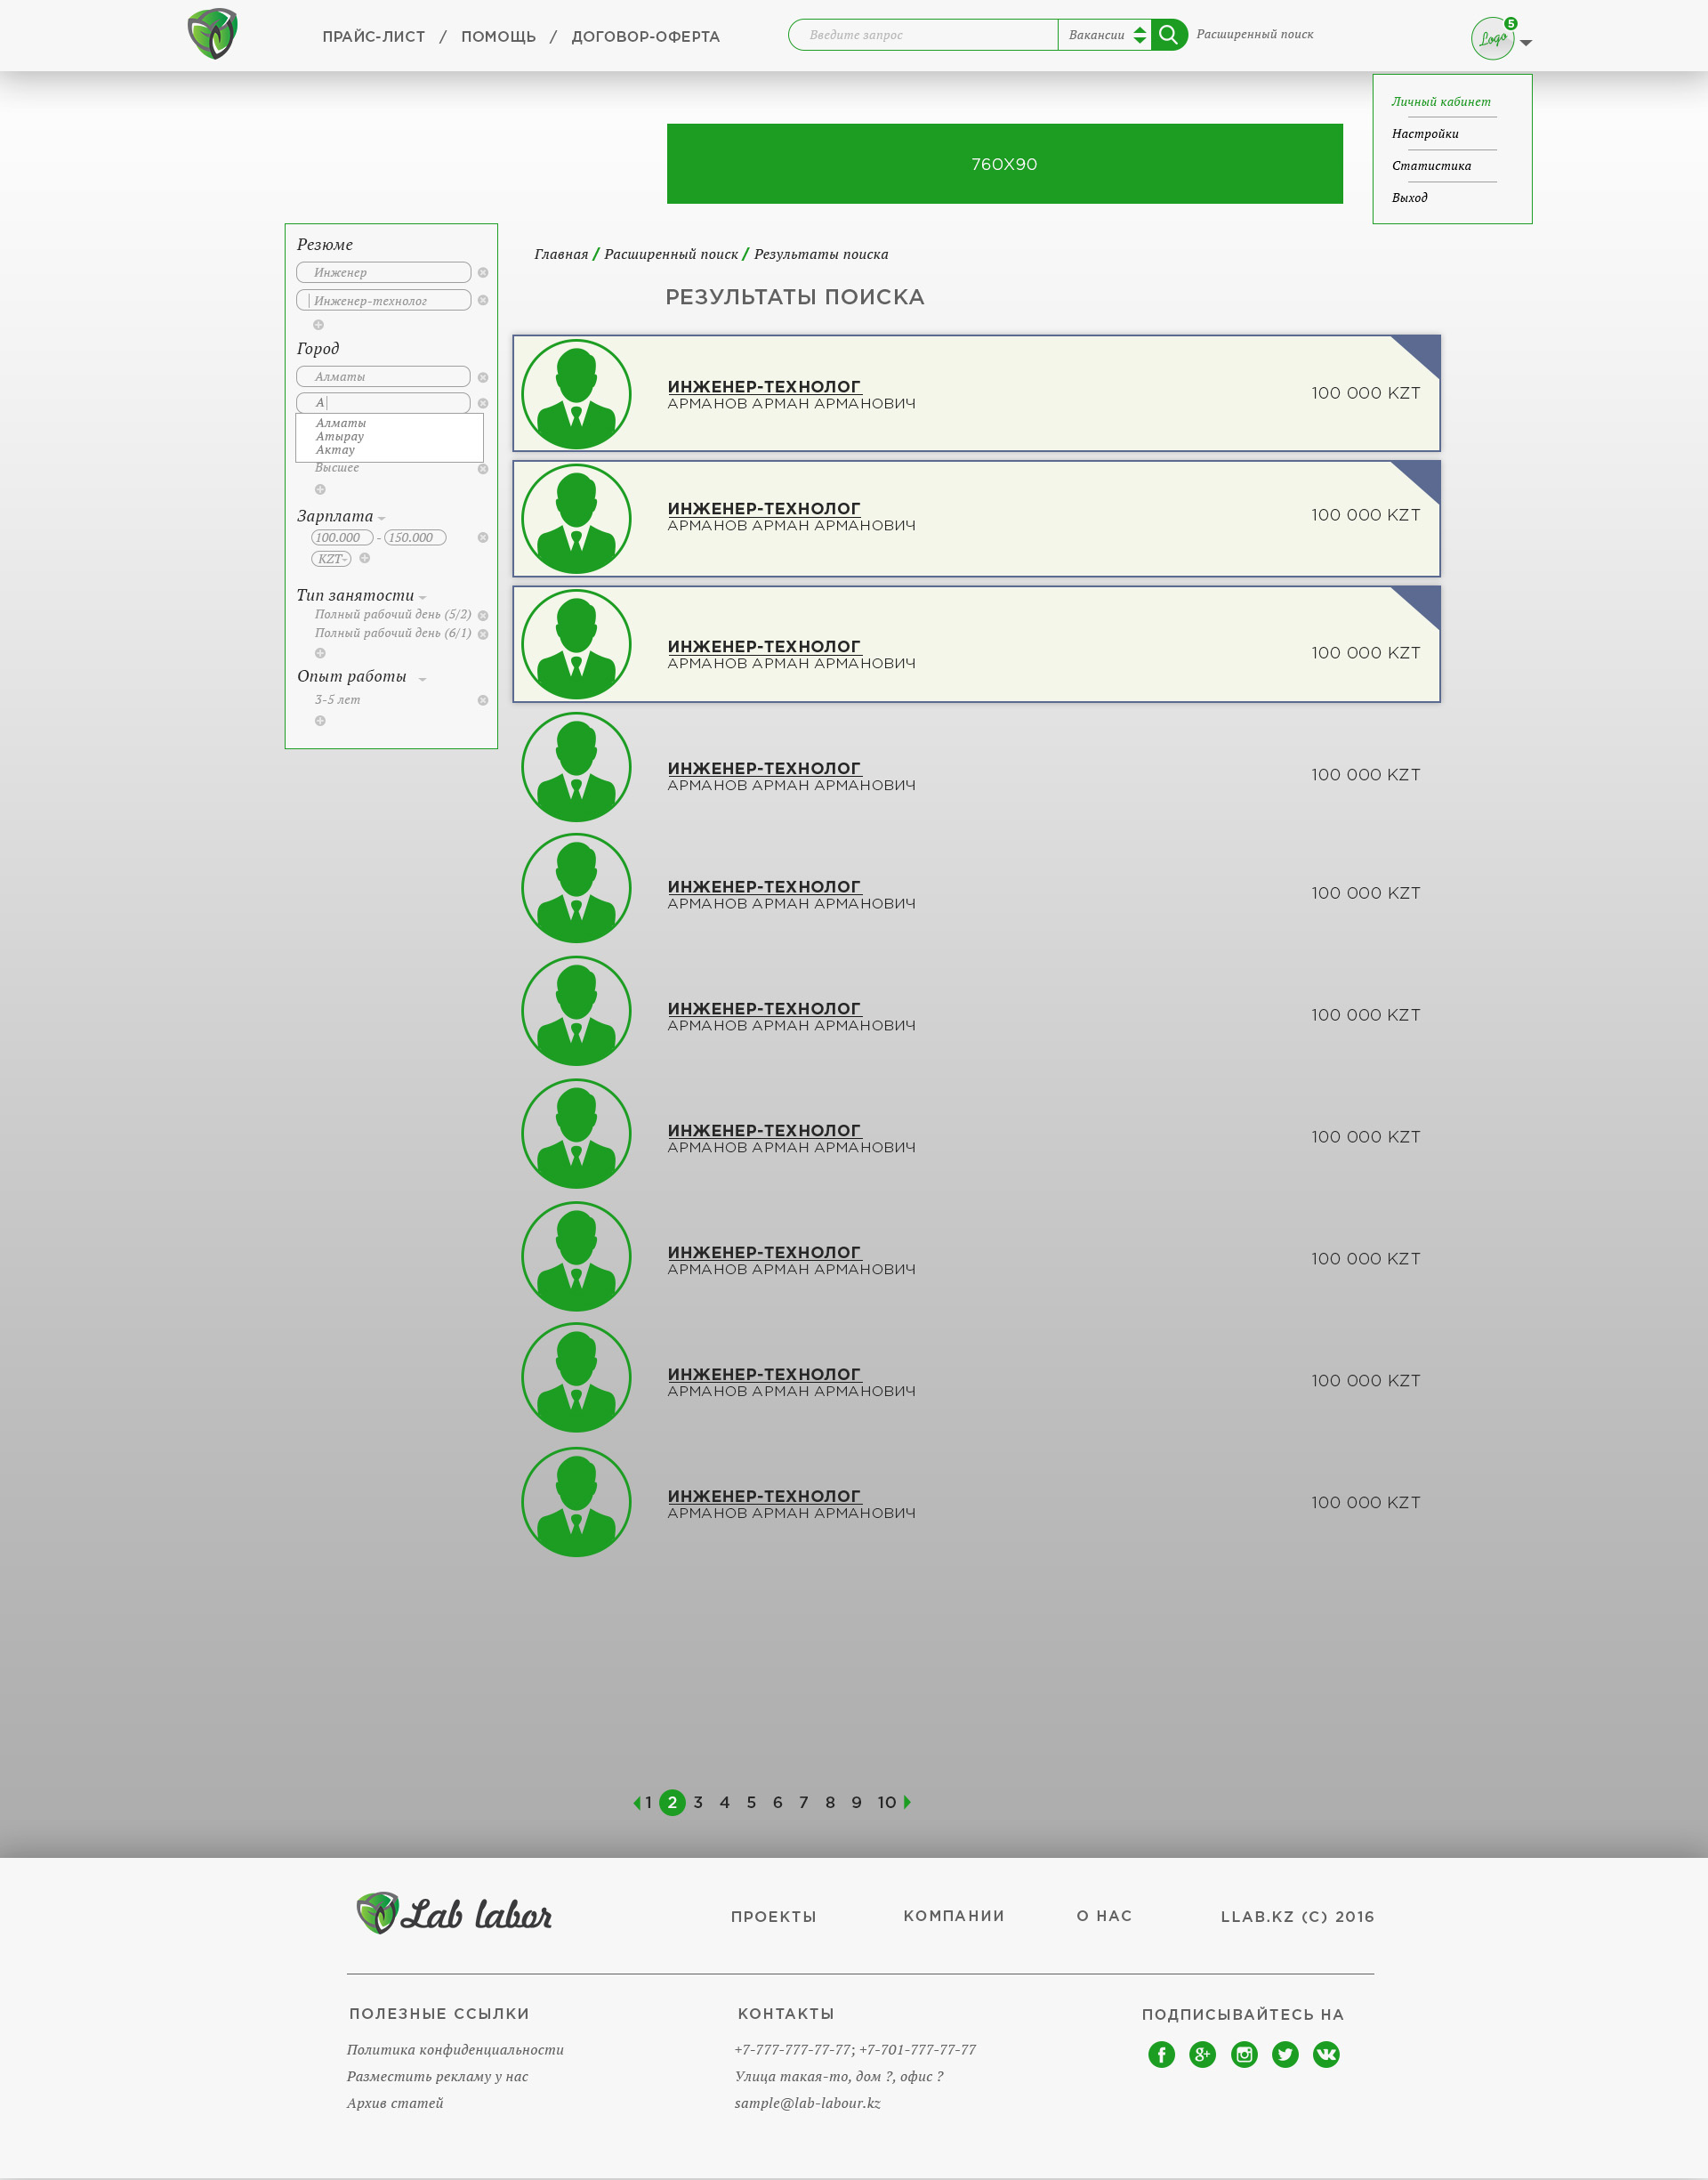 ПРАЙС-ЛИСТ / ПОМОЩЬ / ДОГОВОР-ОФЕРТА
Введите запрос
Вакансии
Расширенный поиск
Logo
5
Личный кабинет
Настройки
Статистика
Выход
760X90
Резюме
Инженер
Инженер-технолог
Город
Алматы
А
Алматы
Атырау
Актау
Высшее
Зарплата
100.000 - 150.000
KZT
Тип занятости
Полный рабочий день (5/2)
Полный рабочий день (6/1)
Опыт работы
3-5 лет
Главная / Расширенный поиск / Результаты поиска
РЕЗУЛЬТАТЫ ПОИСКА
ИНЖЕНЕР-ТЕХНОЛОГ
АРМАНОВ АРМАН АРМАНОВИЧ
100 000 KZT
ИНЖЕНЕР-ТЕХНОЛОГ
АРМАНОВ АРМАН АРМАНОВИЧ
100 000 KZT
ИНЖЕНЕР-ТЕХНОЛОГ
АРМАНОВ АРМАН АРМАНОВИЧ
100 000 KZT
ИНЖЕНЕР-ТЕХНОЛОГ
АРМАНОВ АРМАН АРМАНОВИЧ
100 000 KZT
ИНЖЕНЕР-ТЕХНОЛОГ
АРМАНОВ АРМАН АРМАНОВИЧ
100 000 KZT
ИНЖЕНЕР-ТЕХНОЛОГ
АРМАНОВ АРМАН АРМАНОВИЧ
100 000 KZT
ИНЖЕНЕР-ТЕХНОЛОГ
АРМАНОВ АРМАН АРМАНОВИЧ
100 000 KZT
ИНЖЕНЕР-ТЕХНОЛОГ
АРМАНОВ АРМАН АРМАНОВИЧ
100 000 KZT
ИНЖЕНЕР-ТЕХНОЛОГ
АРМАНОВ АРМАН АРМАНОВИЧ
100 000 KZT
ИНЖЕНЕР-ТЕХНОЛОГ
АРМАНОВ АРМАН АРМАНОВИЧ
100 000 KZT
1 2 3 4 5 6 7 8 9 10
Lab labor
ПРОЕКТЫ
КОМПАНИИ
О НАС
LLAB.KZ (C) 2016
ПОЛЕЗНЫЕ ССЫЛКИ
Политика конфиденциальности
Разместить рекламу у нас
Архив статей
КОНТАКТЫ
+7-777-777-77-77; +7-701-777-77-77
Улица такая-то, дом ?, офис ?
sample@lab-labour.kz
ПОДПИСЫВАЙТЕСЬ НА